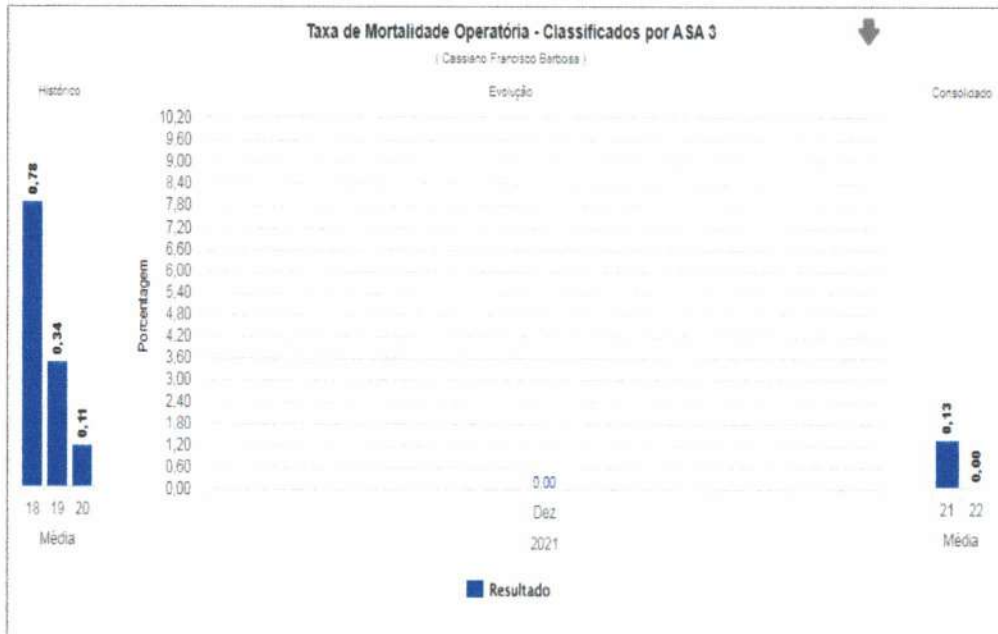 Taxa de Mortalidade Operatória - Classificados por ASA 3
( Cassiano Francisco Barbosa )
Histórico
Evolução
Consolidado
0,78
0,34
0,11
18 19 20
Média
Porcentagem
10,20
9,60
9,00
8,40
7,80
7,20
6,60
6,00
5,40
4,80
4,20
3,60
3,00
2,40
1,80
1,20
0,60
0,00
0,00
Dez
2021
0,13
0,00
21 22
Média
Resultado